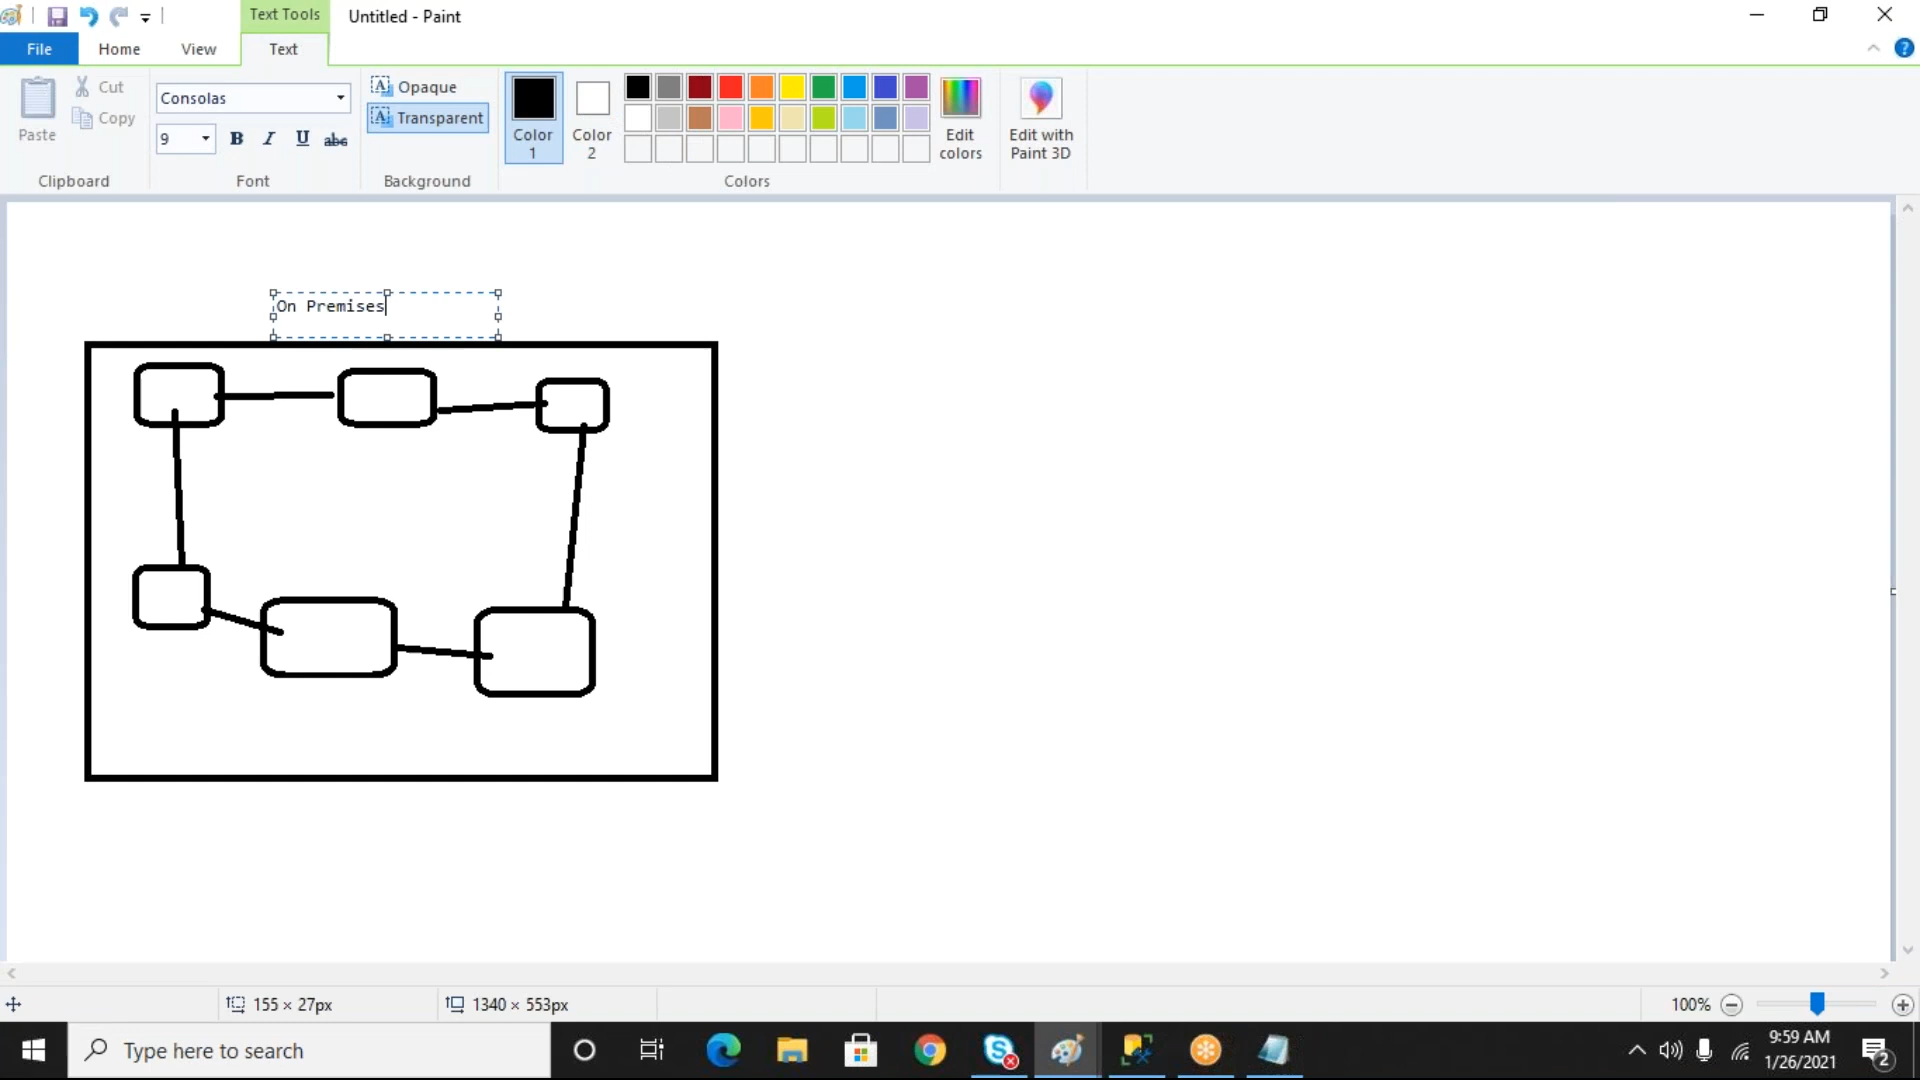 Text Tools
Untitled - Paint
File
Home
View
Text
Paste
Cut
Copy
Clipboard
Consolas
9
B
I
U
abc
Font
Opaque
Transparent
Background
Color 1
Color 2
Colors
Edit colors
Edit with Paint 3D
On Premises
155 × 27px
1340 × 553px
100%
Type here to search
9:59 AM
1/26/2021
2